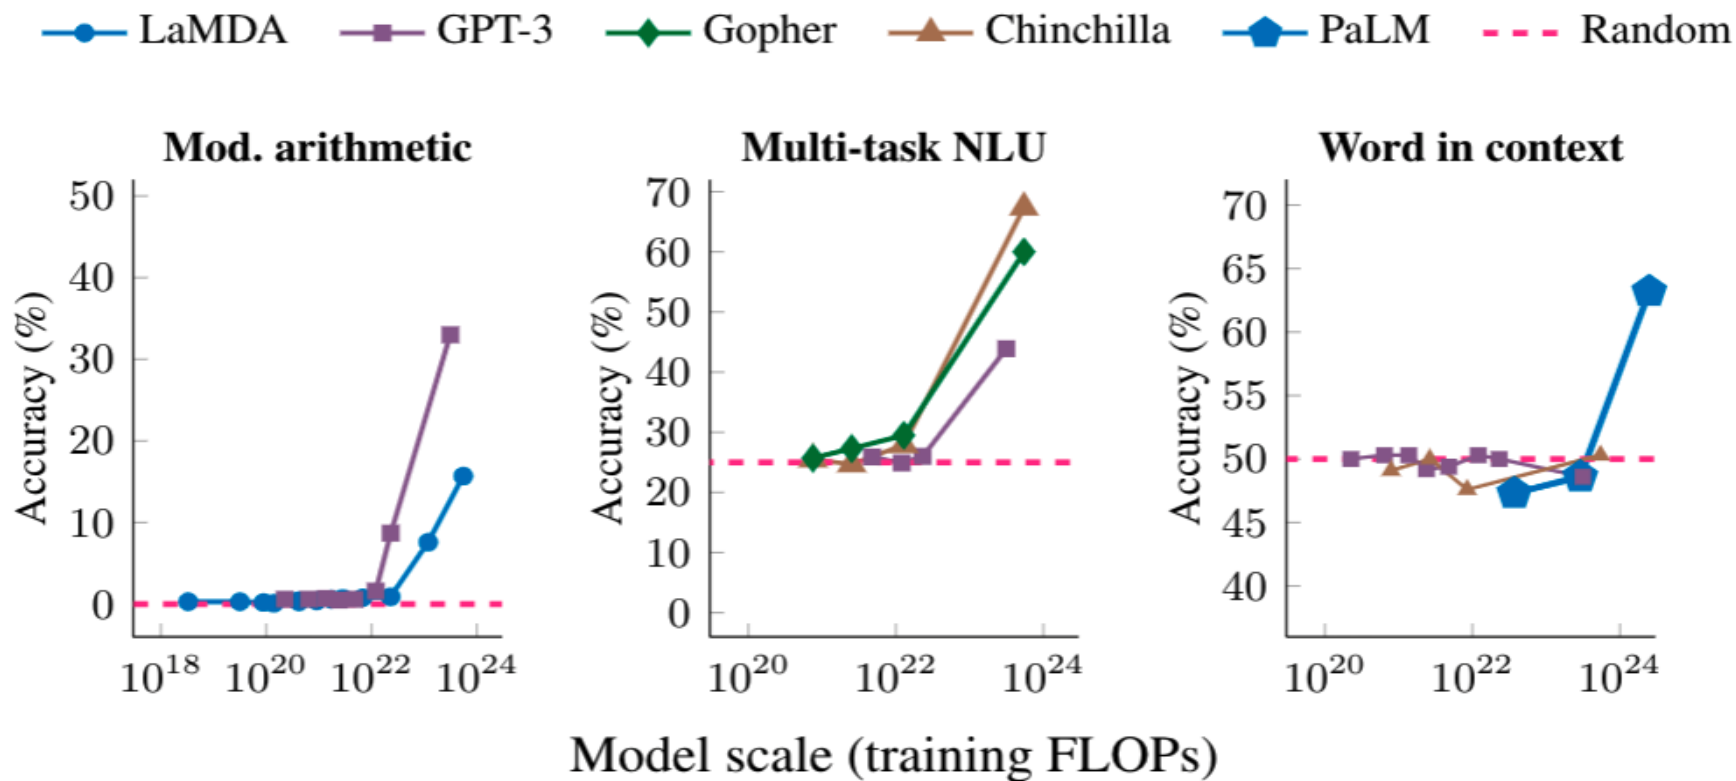 LaMDA GPT-3 Gopher Chinchilla PaLM Random
Mod. arithmetic
Accuracy (%)
50
40
30
20
10
0
10^18 10^20 10^22 10^24
Multi-task NLU
Accuracy (%)
70
60
50
40
30
20
10
0
10^20 10^22 10^24
Word in context
Accuracy (%)
70
65
60
55
50
45
40
10^20 10^22 10^24
Model scale (training FLOPs)